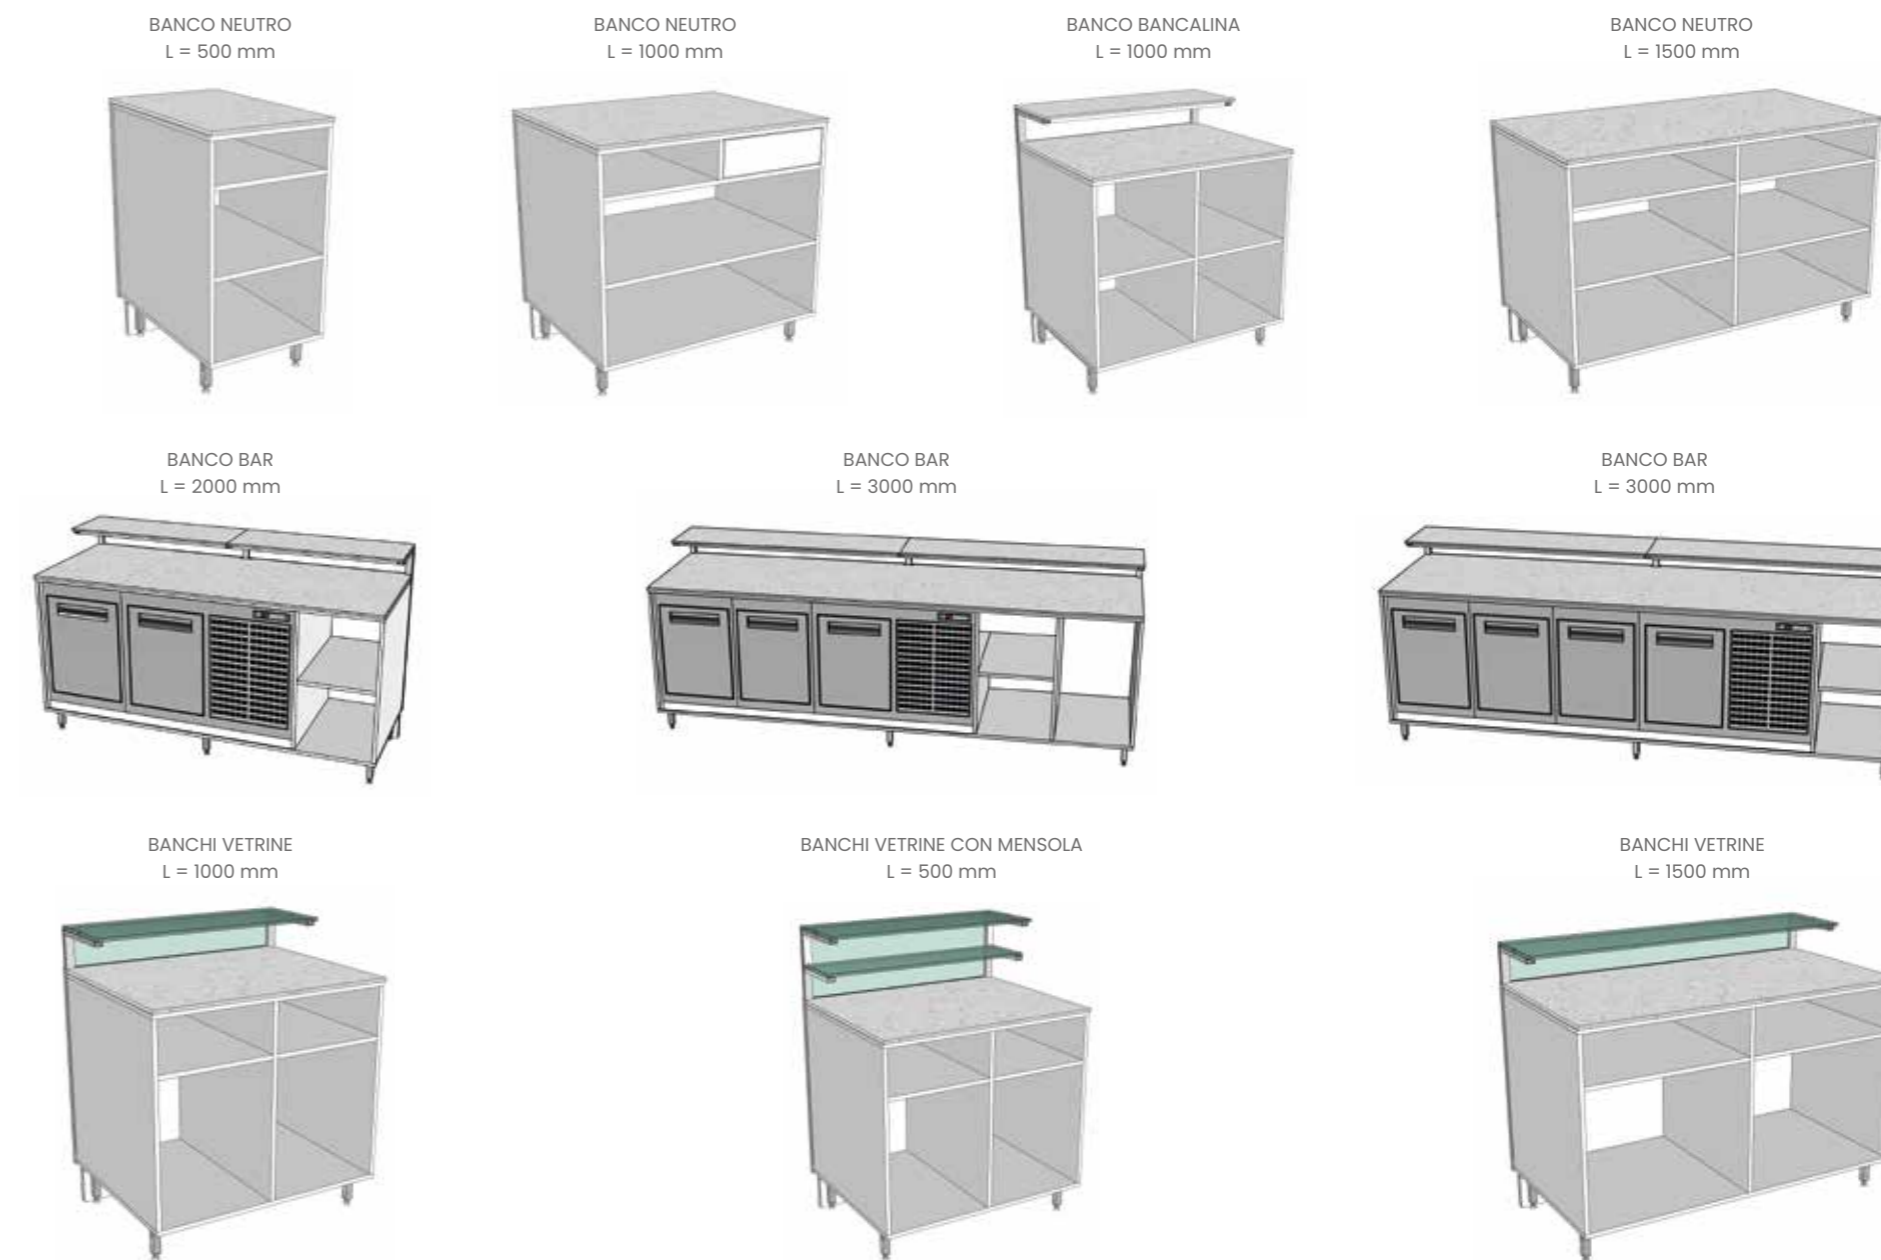 BANCO NEUTRO
L = 500 mm
BANCO NEUTRO
L = 1000 mm
BANCO BANCALINA
L = 1000 mm
BANCO NEUTRO
L = 1500 mm
BANCO BAR
L = 2000 mm
BANCO BAR
L = 3000 mm
BANCO BAR
L = 3000 mm
BANCHI VETRINE
L = 1000 mm
BANCHI VETRINE CON MENSOLA
L = 500 mm
BANCHI VETRINE
L = 1500 mm